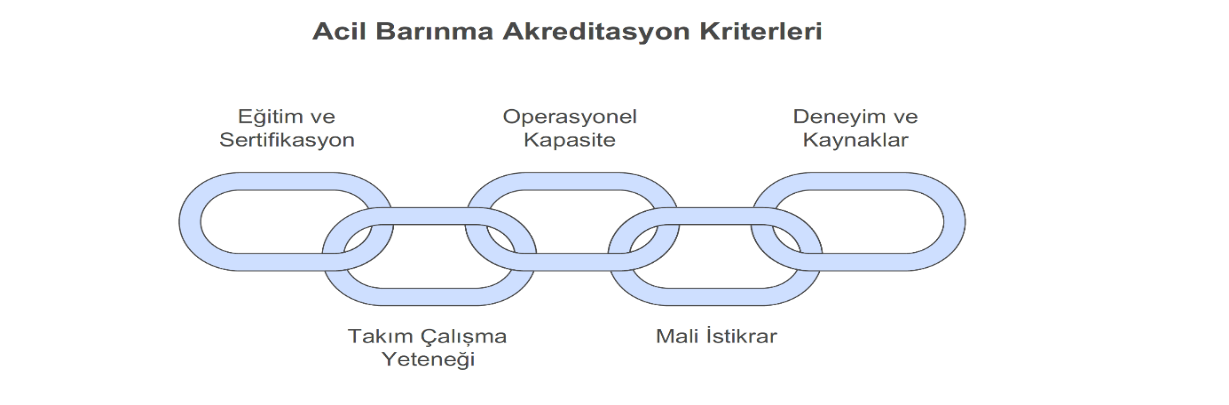 Acil Barınma Akreditasyon Kriterleri
Eğitim ve
Sertifikasyon
Operasyonel
Kapasite
Deneyim ve
Kaynaklar
Takım Çalışma
Yeteneği
Mali İstikrar